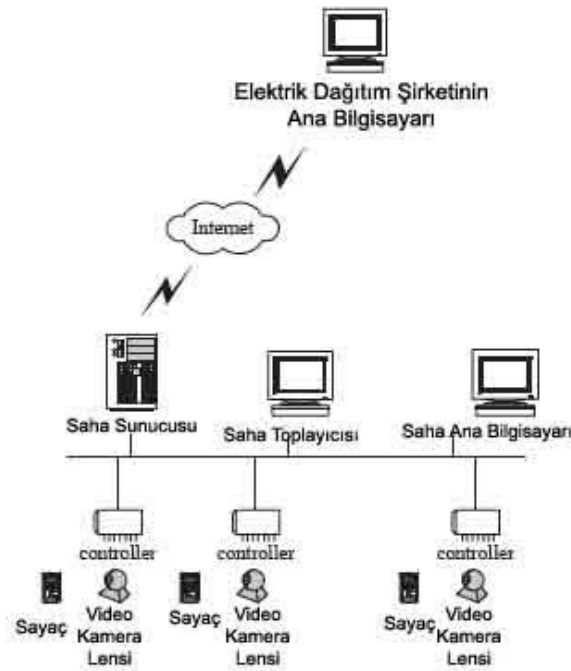 Elektrik Dağıtım Şirketinin
Ana Bilgisayarı
Internet
Saha Sunucusu
Saha Toplayıcısı
Saha Ana Bilgisayarı
controller
controller
controller
Sayaç
Video
Kamera
Lensi
Sayaç
Video
Kamera
Lensi
Sayaç
Video
Kamera
Lensi